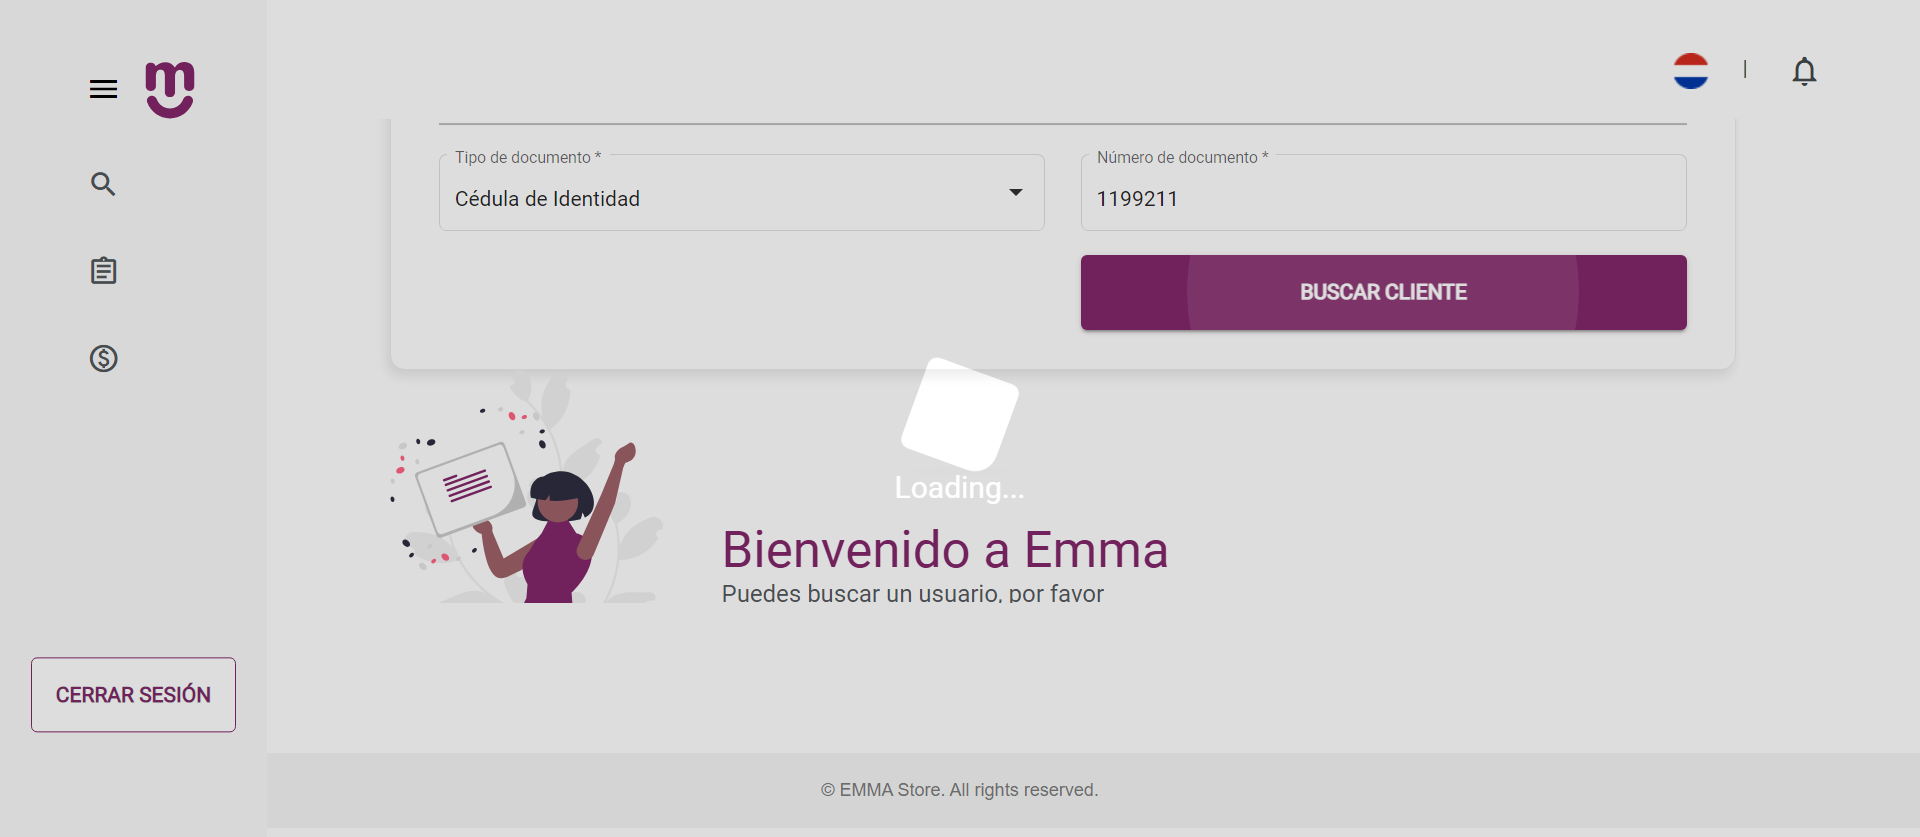 Tipo de documento *
Cédula de Identidad
Número de documento *
1199211
BUSCAR CLIENTE
Loading...
Bienvenido a Emma
Puedes buscar un usuario, por favor
CERRAR SESIÓN
© EMMA Store. All rights reserved.